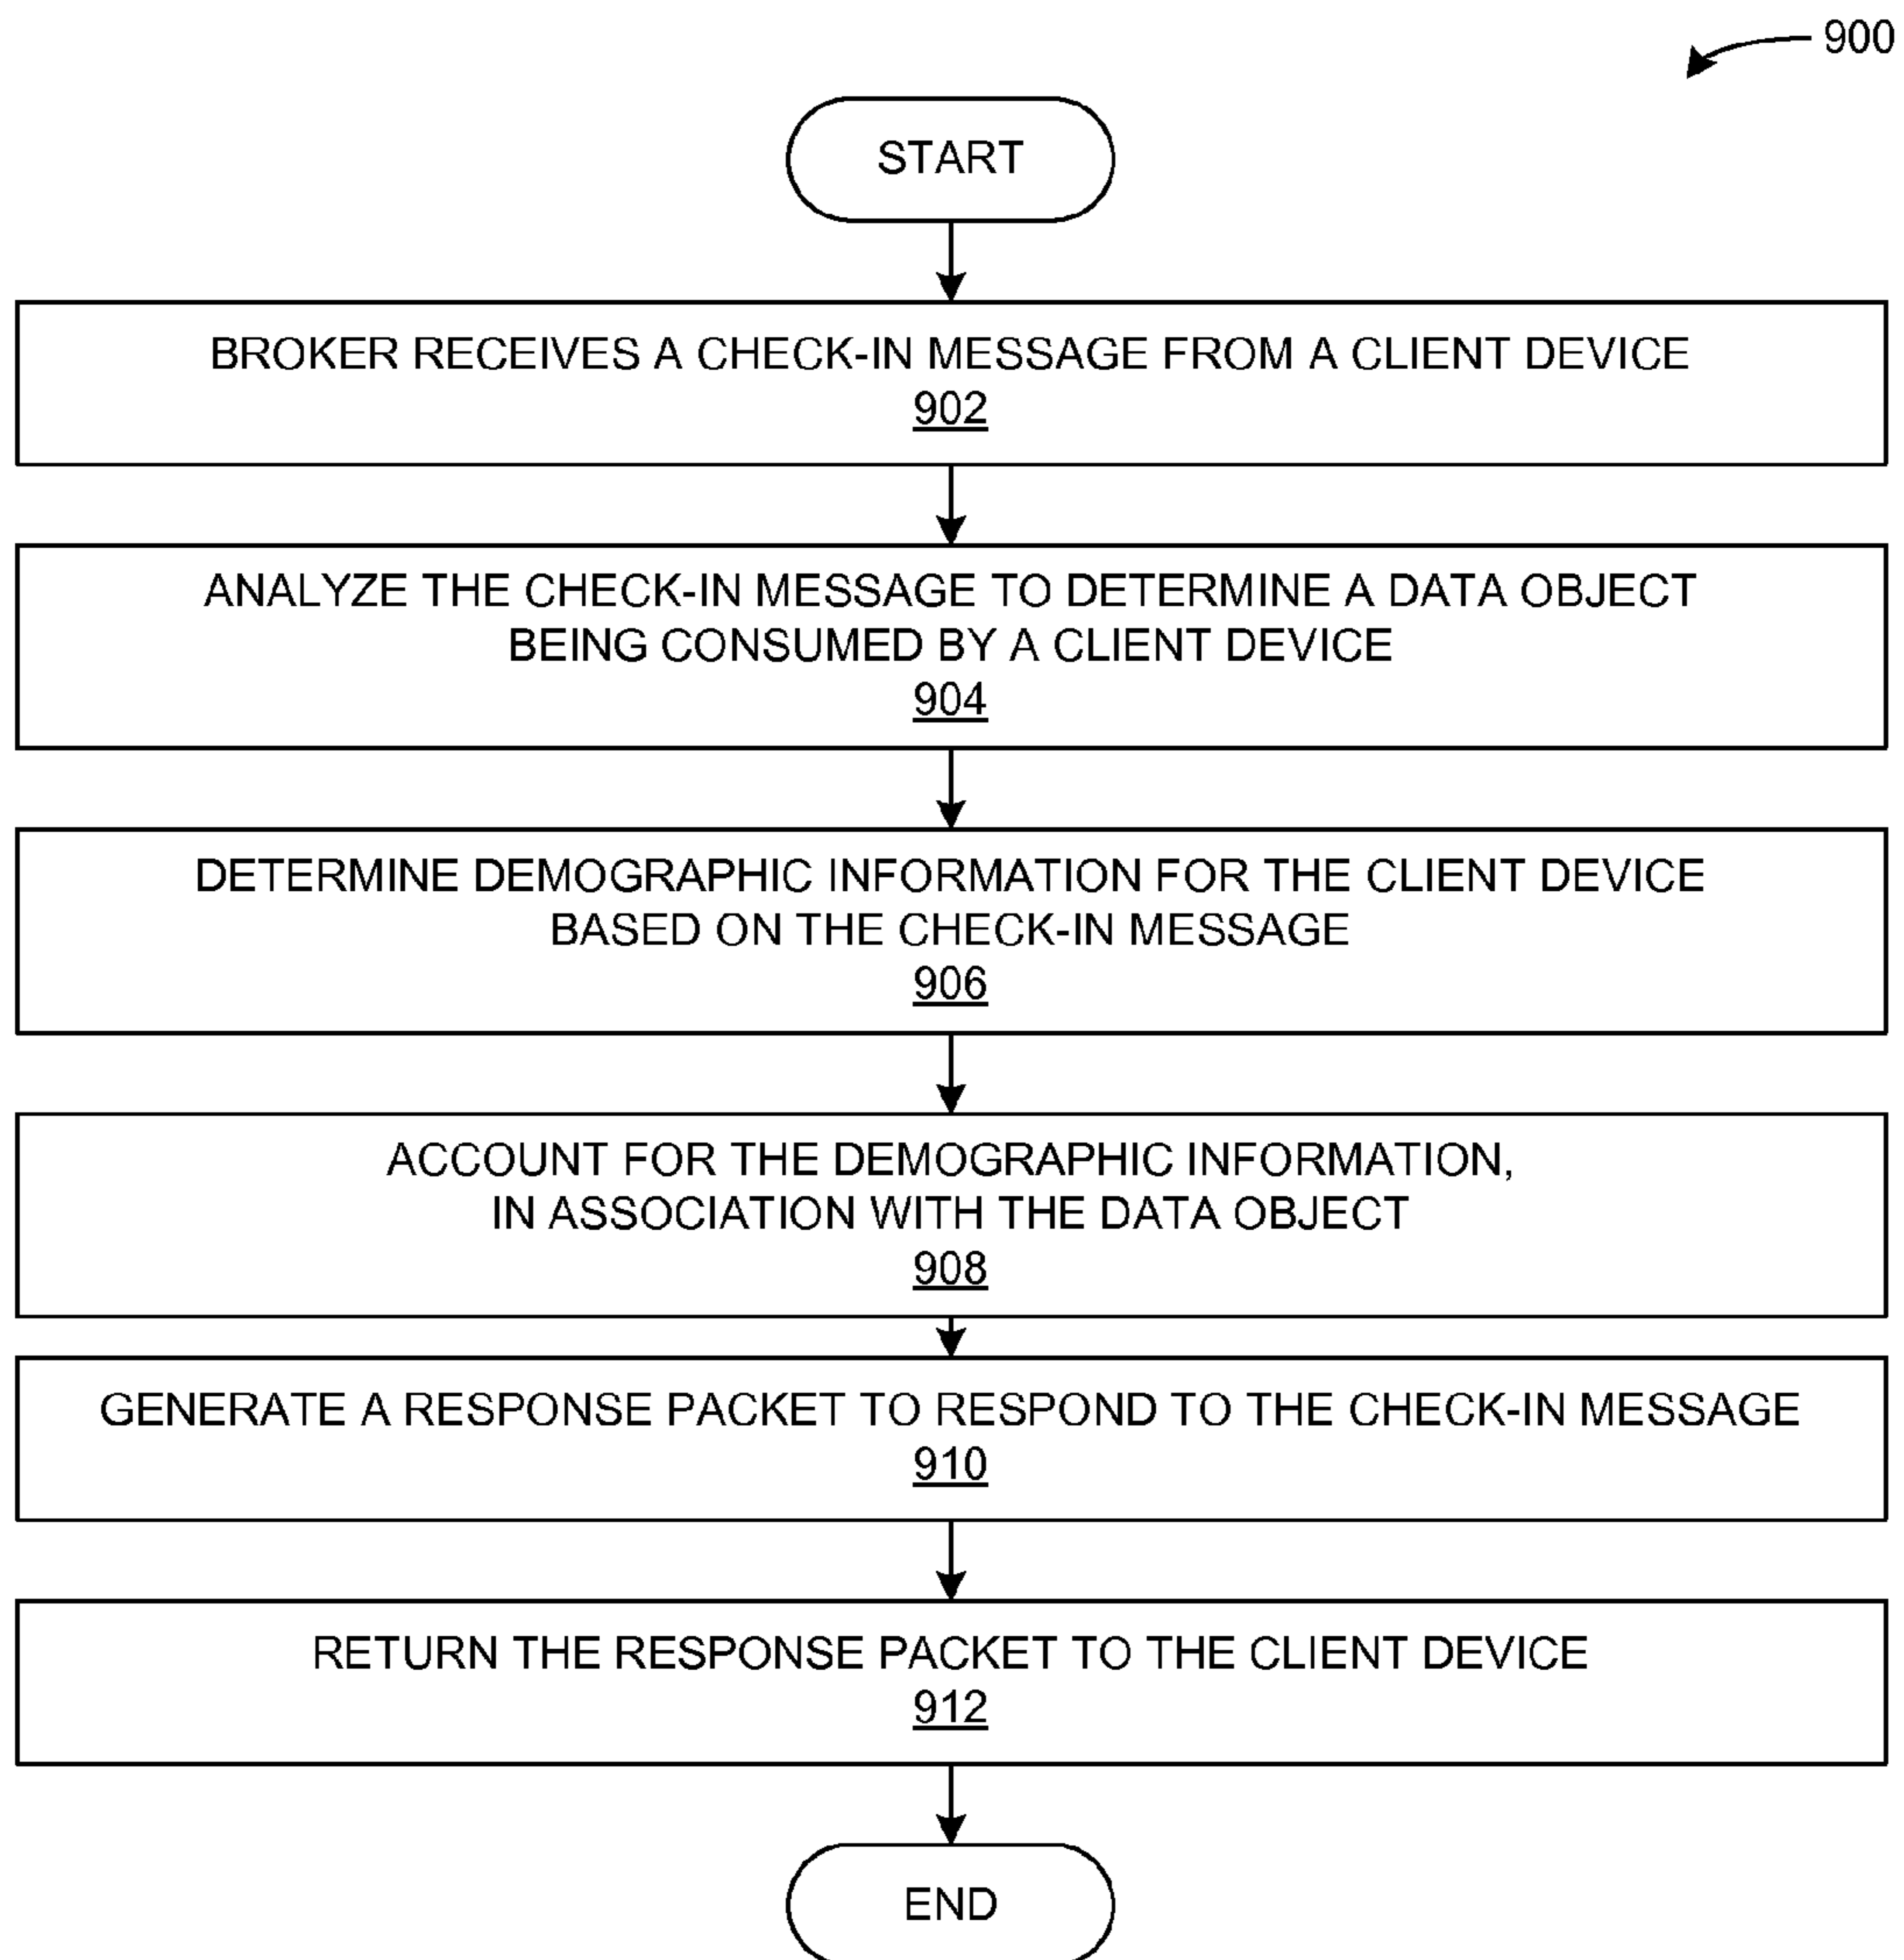 900
START
BROKER RECEIVES A CHECK-IN MESSAGE FROM A CLIENT DEVICE
902
ANALYZE THE CHECK-IN MESSAGE TO DETERMINE A DATA OBJECT
BEING CONSUMED BY A CLIENT DEVICE
904
DETERMINE DEMOGRAPHIC INFORMATION FOR THE CLIENT DEVICE
BASED ON THE CHECK-IN MESSAGE
906
ACCOUNT FOR THE DEMOGRAPHIC INFORMATION,
IN ASSOCIATION WITH THE DATA OBJECT
908
GENERATE A RESPONSE PACKET TO RESPOND TO THE CHECK-IN MESSAGE
910
RETURN THE RESPONSE PACKET TO THE CLIENT DEVICE
912
END